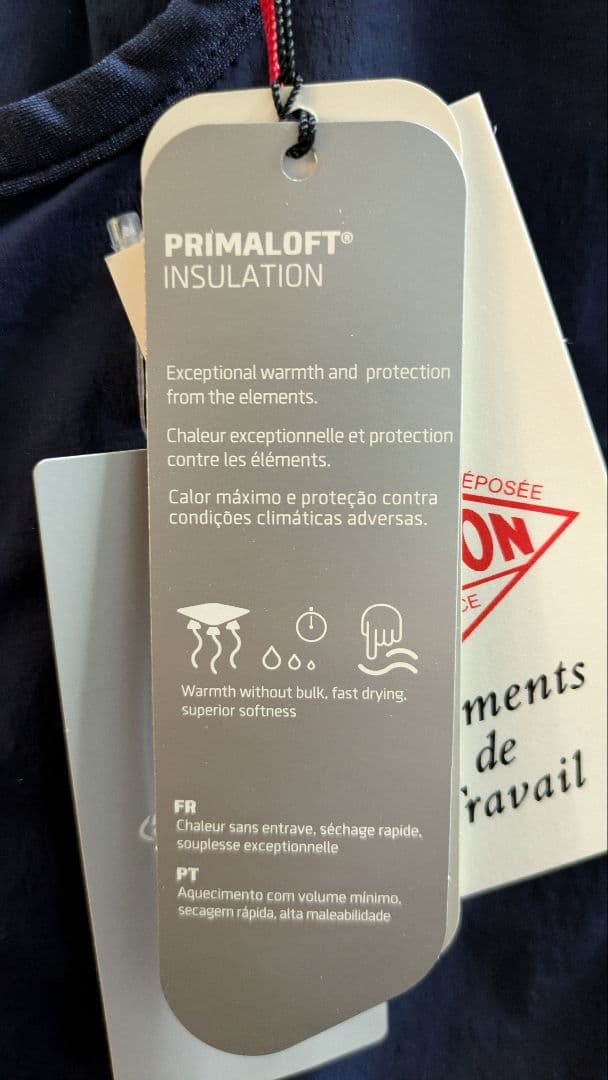 PRIMALOFT®
INSULATION
Exceptional warmth and protection
from the elements.
Chaleur exceptionnelle et protection
contre les éléments.
Calor máximo e proteção contra
condições climáticas adversas.
Warmth without bulk, fast drying,
superior softness
FR
Chaleur sans entrave, séchage rapide,
souplesse exceptionnelle
PT
Aquecimento com volume mínimo,
secagem rápida, alta maleabilidade
ÉPOSÉE
ON
CE
ments
de
ravail